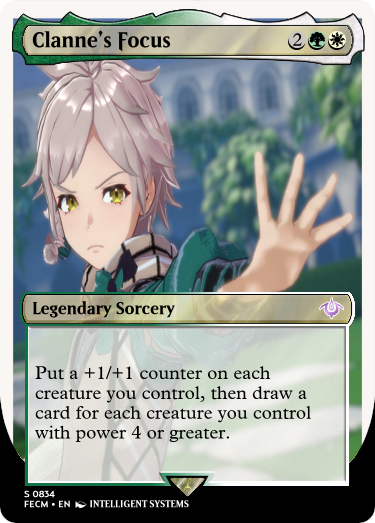 Clanne's Focus 2
Legendary Sorcery
Put a +1/+1 counter on each
creature you control, then draw a
card for each creature you control
with power 4 or greater.
S 0834
FECM • EN INTELLIGENT SYSTEMS